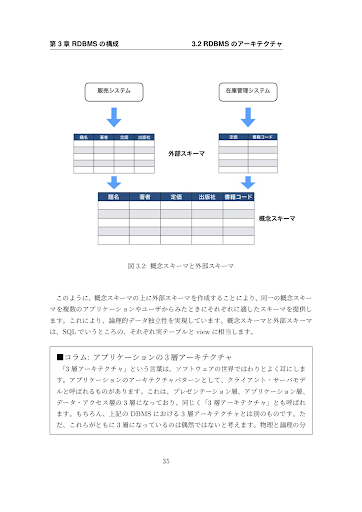 第 3 章 RDBMS の構成 3.2 RDBMS のアーキテクチャ
販売システム 在庫管理システム
題名 著者 定価 出版社 定価 書籍コード
外部スキーマ
題名 著者 定価 出版社 書籍コード
概念スキーマ
図 3.2: 概念スキーマと外部スキーマ
このように、概念スキーマの上に外部スキーマを作成することにより、同一の概念スキー
マを複数のアプリケーションやユーザからみたときにそれぞれに適したスキーマを提供し
ます。これにより、論理的データ独立性を実現しています。概念スキーマと外部スキーマ
は、SQL でいうところの、それぞれ実テーブルと view に相当します。
■コラム: アプリケーションの 3 層アーキテクチャ
「3 層アーキテクチャ」という言葉は、ソフトウェアの世界ではわりとよく耳にしま
す。アプリケーションのアーキテクチャパターンとして、クライアント・サーバモデ
ルと呼ばれるものがあります。これは、プレゼンテーション層、アプリケーション層、
データ・アクセス層の 3 層になっており、同じく「3 層アーキテクチャ」とも呼ばれ
ます。もちろん、上記の DBMS における 3 層アーキテクチャとは別のものです。た
だ、これらがともに 3 層になっているのは偶然ではないと考えます。物理と論理の分
35